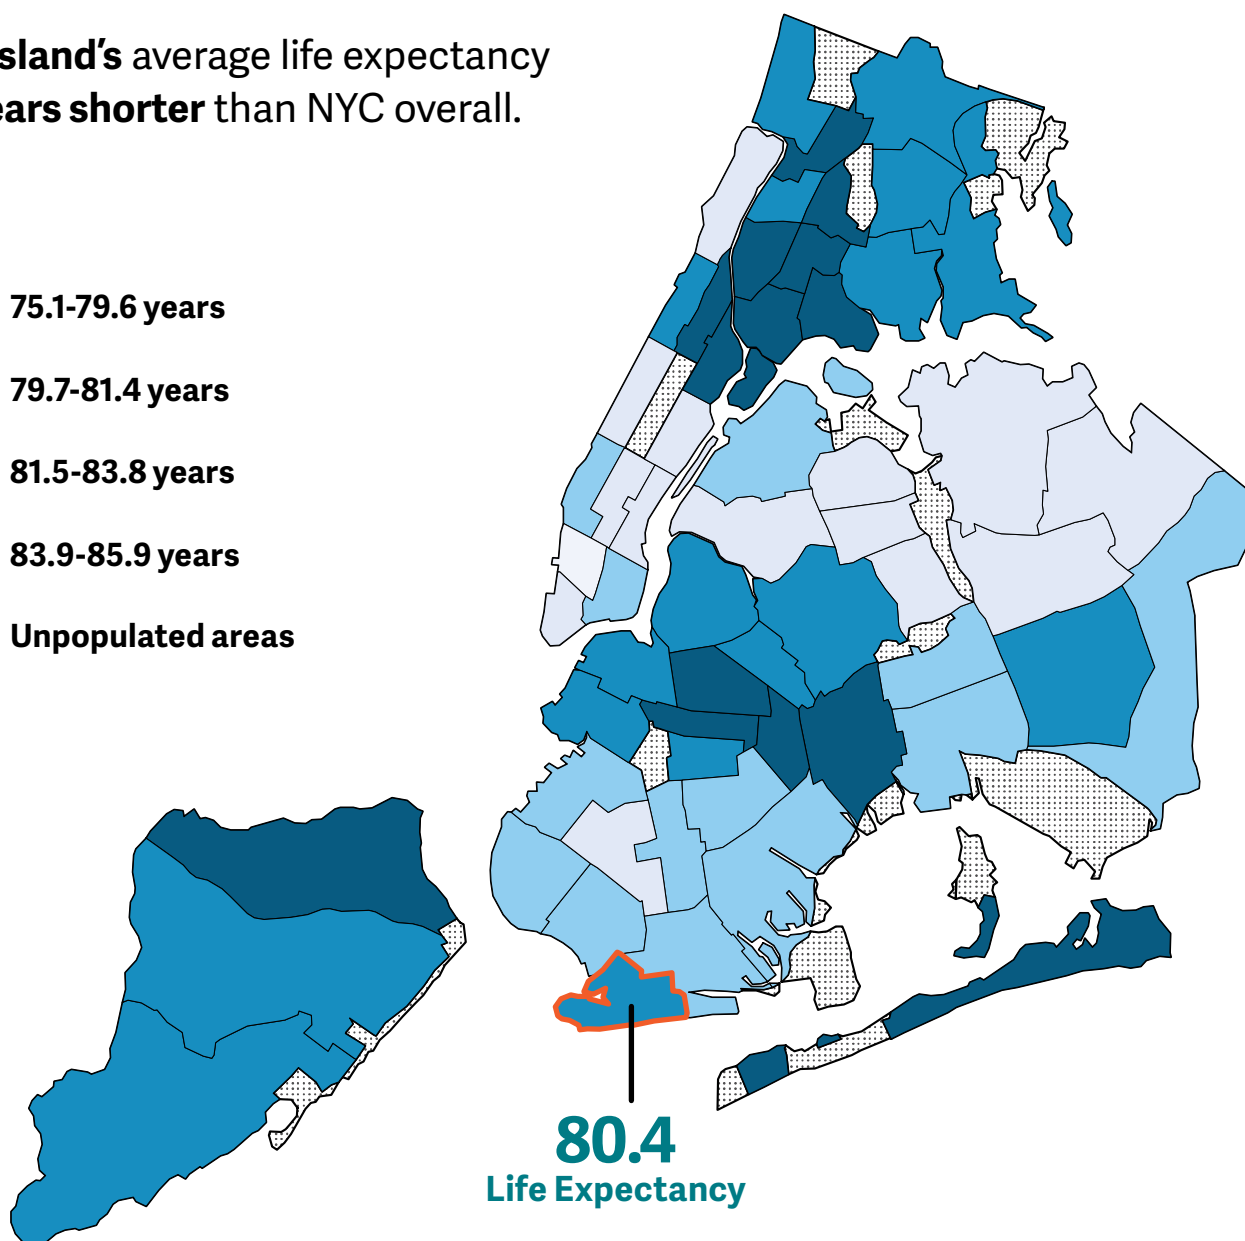 sland's average life expectancy
ears shorter than NYC overall.
75.1-79.6 years
79.7-81.4 years
81.5-83.8 years
83.9-85.9 years
Unpopulated areas
80.4
Life Expectancy